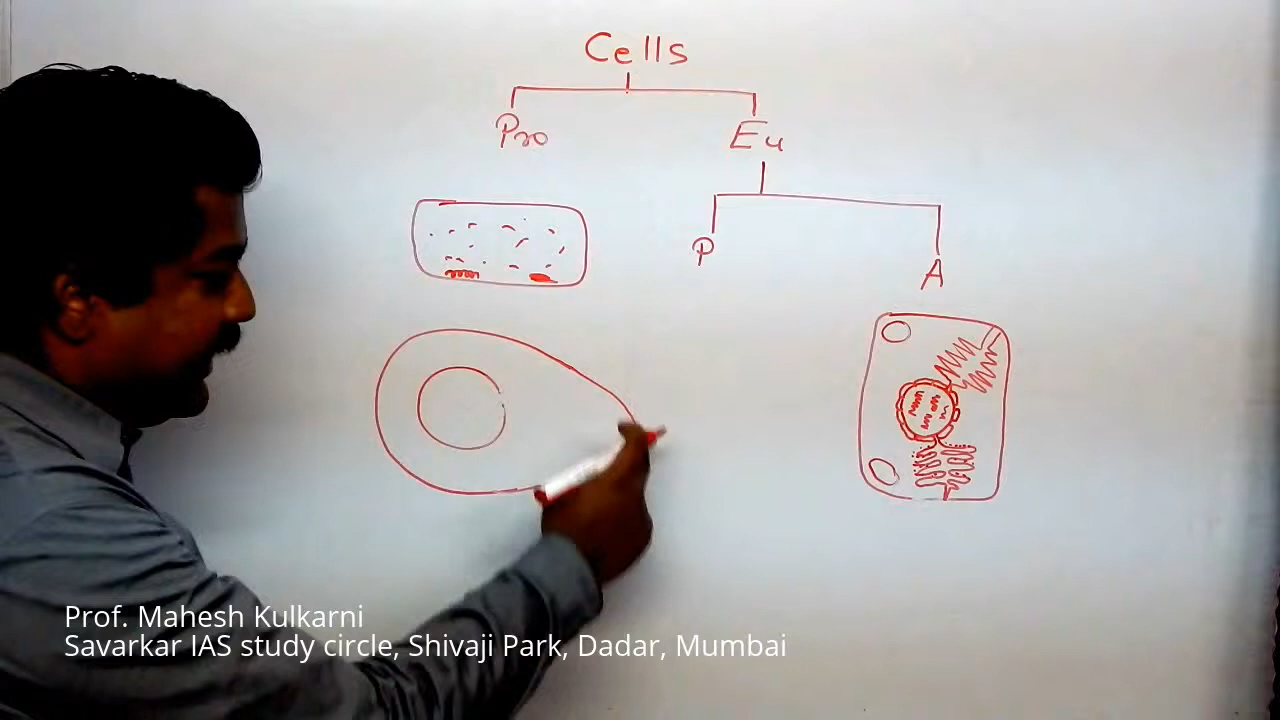 Cells
Pro
Eu
P
A
Prof. Mahesh Kulkarni
Savarkar IAS study circle, Shivaji Park, Dadar, Mumbai